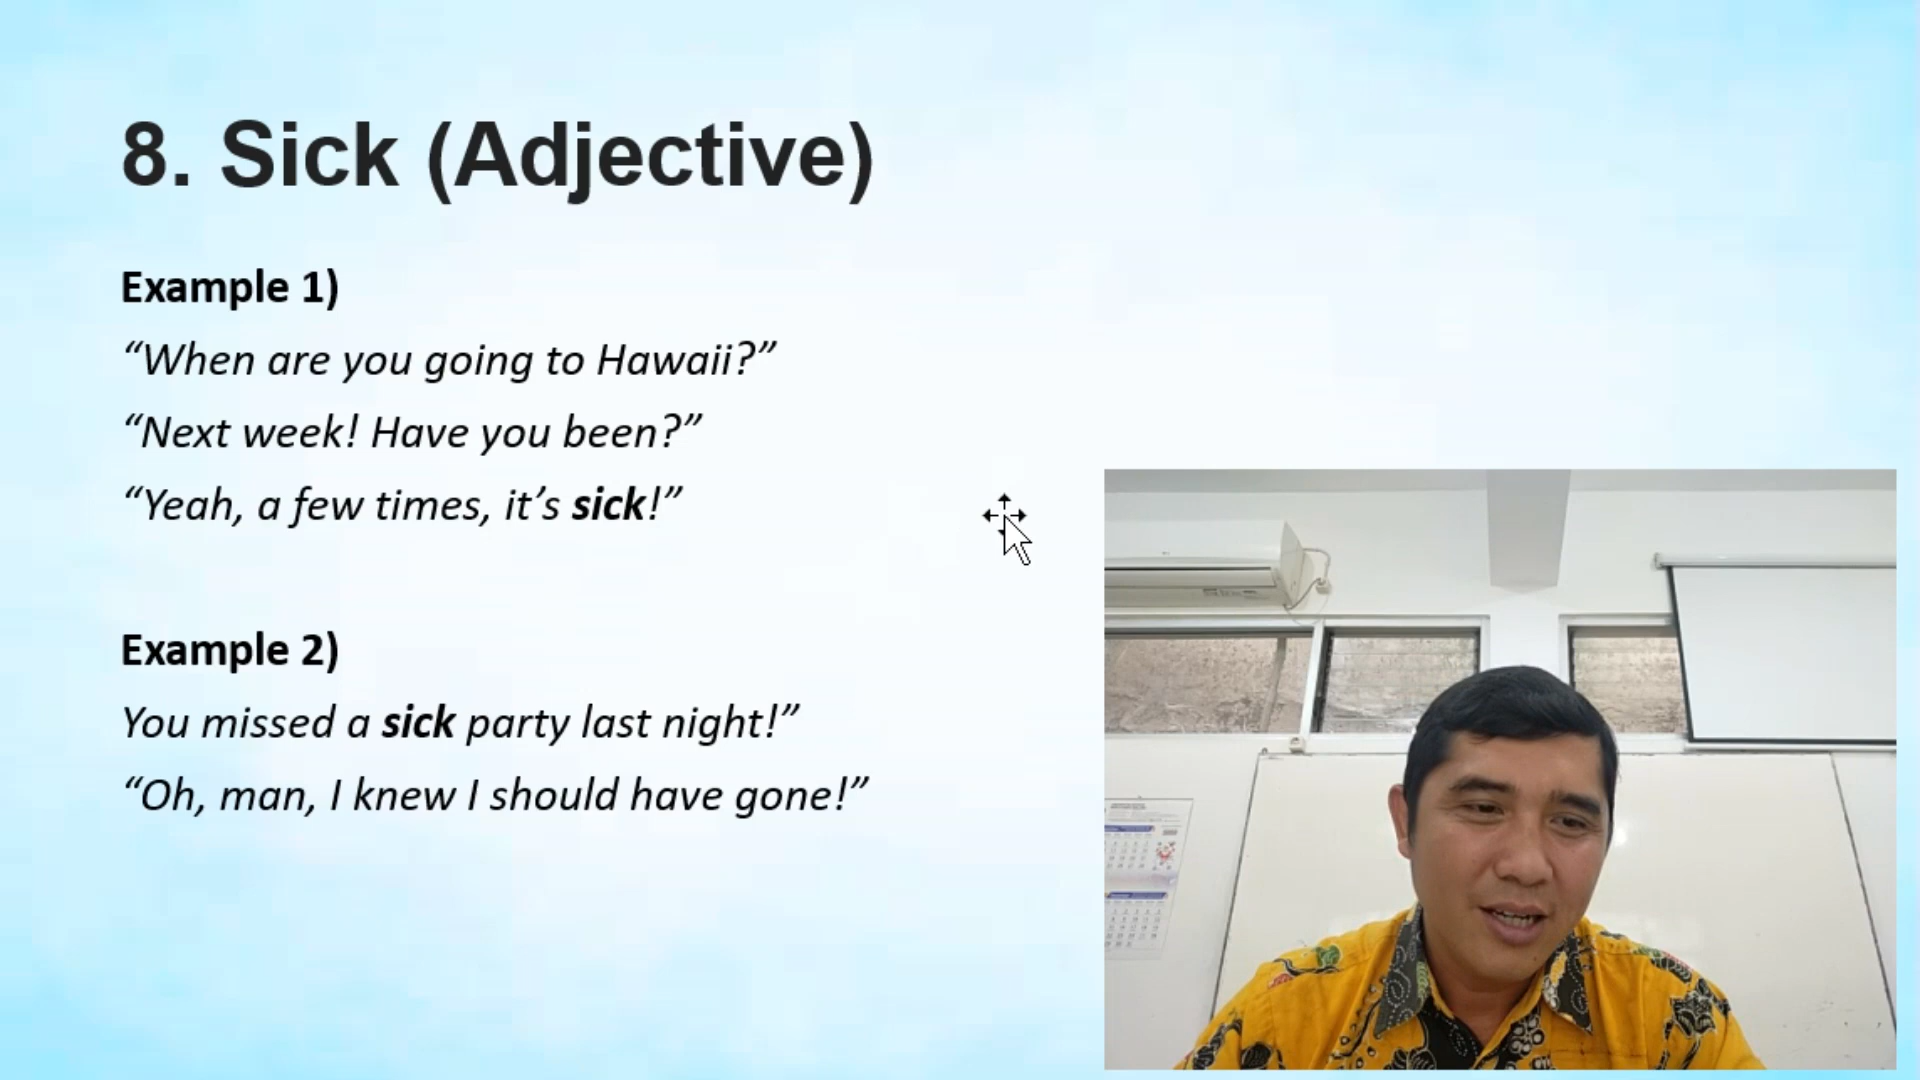 8. Sick (Adjective)
Example 1)
“When are you going to Hawaii?”
“Next week! Have you been?”
“Yeah, a few times, it’s sick!”
Example 2)
You missed a sick party last night!”
“Oh, man, I knew I should have gone!”